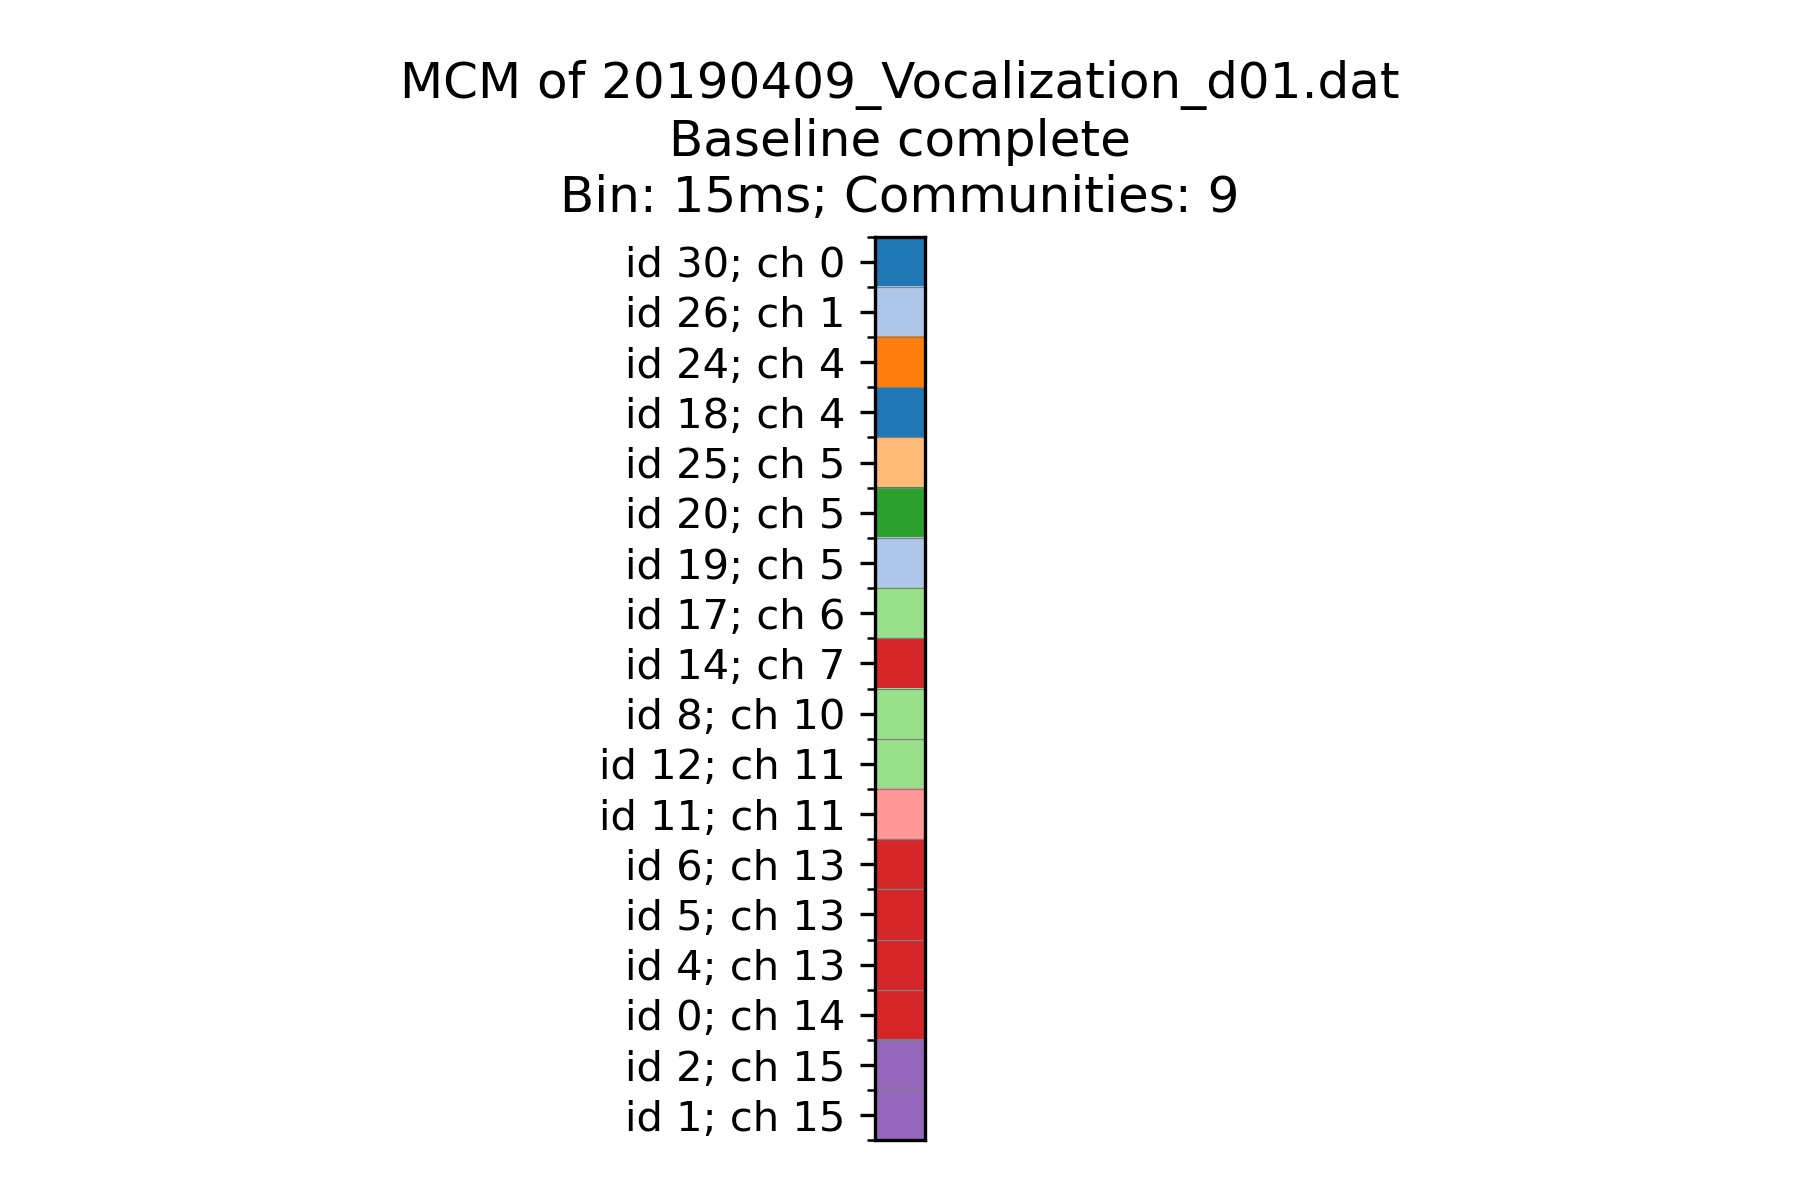 MCM of 20190409_Vocalization_d01.dat
Baseline complete
Bin: 15ms; Communities: 9
id 30; ch 0
id 26; ch 1
id 24; ch 4
id 18; ch 4
id 25; ch 5
id 20; ch 5
id 19; ch 5
id 17; ch 6
id 14; ch 7
id 8; ch 10
id 12; ch 11
id 11; ch 11
id 6; ch 13
id 5; ch 13
id 4; ch 13
id 0; ch 14
id 2; ch 15
id 1; ch 15